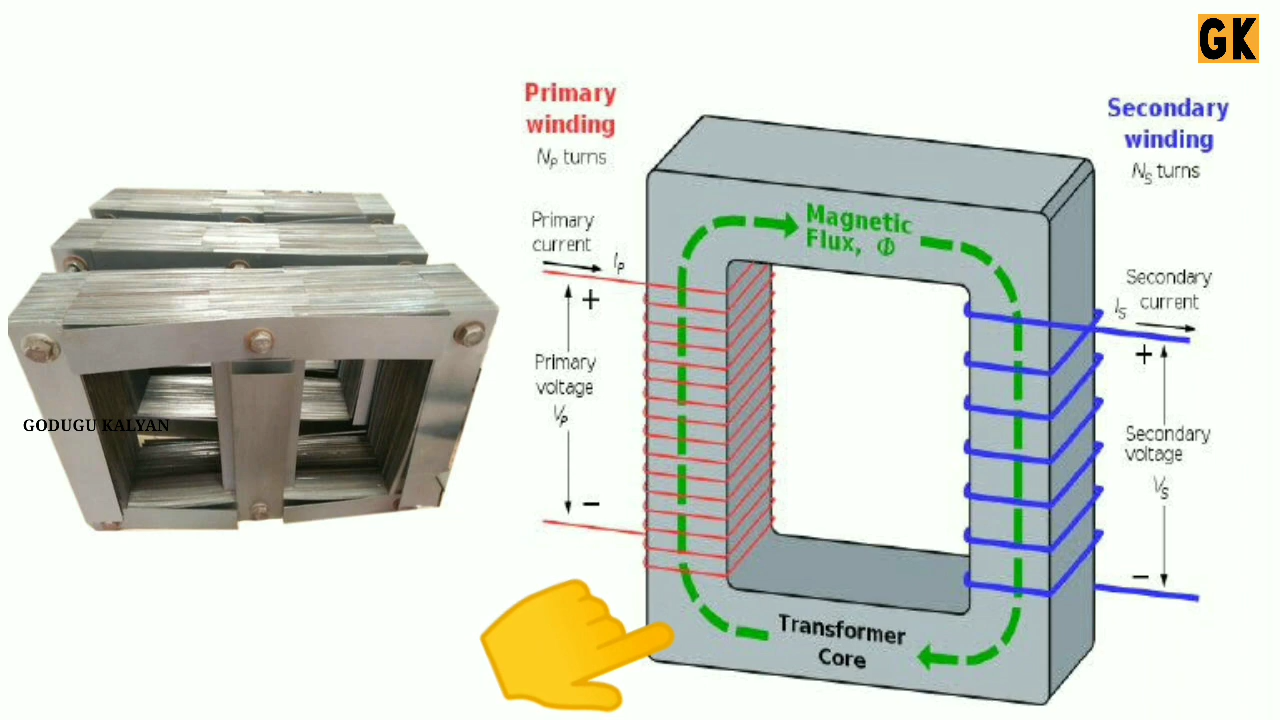 GK
GODUGU KALYAN
Primary
winding
Nₚ turns
Primary
current
Iₚ
+
Primary
voltage
Vₚ
−
Magnetic
Flux, Φ
Transformer
Core
Secondary
winding
Nₛ turns
Secondary
current
Iₛ
+
Secondary
voltage
Vₛ
−